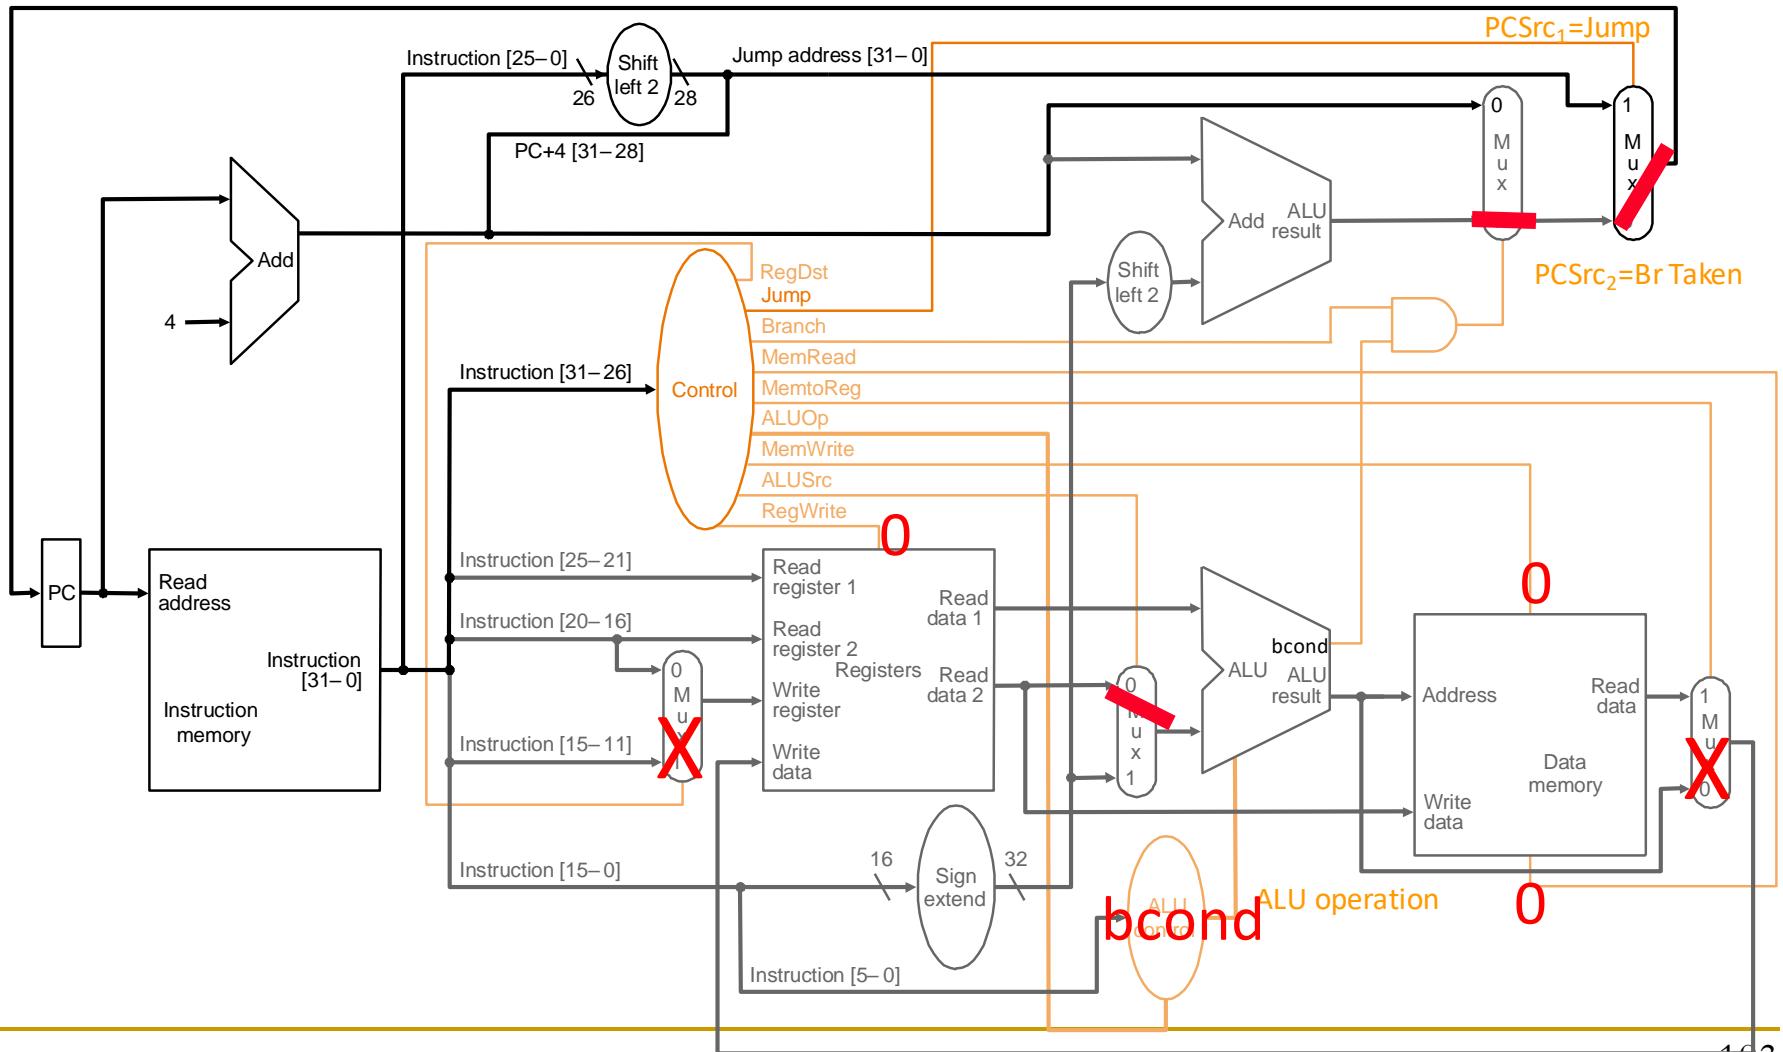 PCSrc1=Jump
Instruction [25–0]
Shift
left 2
Jump address [31–0]
26
28
PC+4 [31–28]
0
M
u
x
1
M
u
x
Add
ALU
result
Add
4
Shift
left 2
PCSrc2=Br Taken
RegDst
Jump
Branch
MemRead
MemtoReg
ALUOp
MemWrite
ALUSrc
RegWrite
Instruction [31–26]
Control
0
0
PC
Read
address
Instruction
[31–0]
Instruction
memory
Instruction [25–21]
Instruction [20–16]
Instruction [15–11]
Instruction [15–0]
Instruction [5–0]
0
M
u
X
Read
register 1
Read
register 2
Registers
Write
register
Write
data
Read
data 1
Read
data 2
0
M
u
x
1
bcond
ALU
ALU
result
Address
Read
data
Data
memory
Write
data
1
M
u
X
0
16
Sign
extend
32
ALU
control
bcond
ALU operation
0